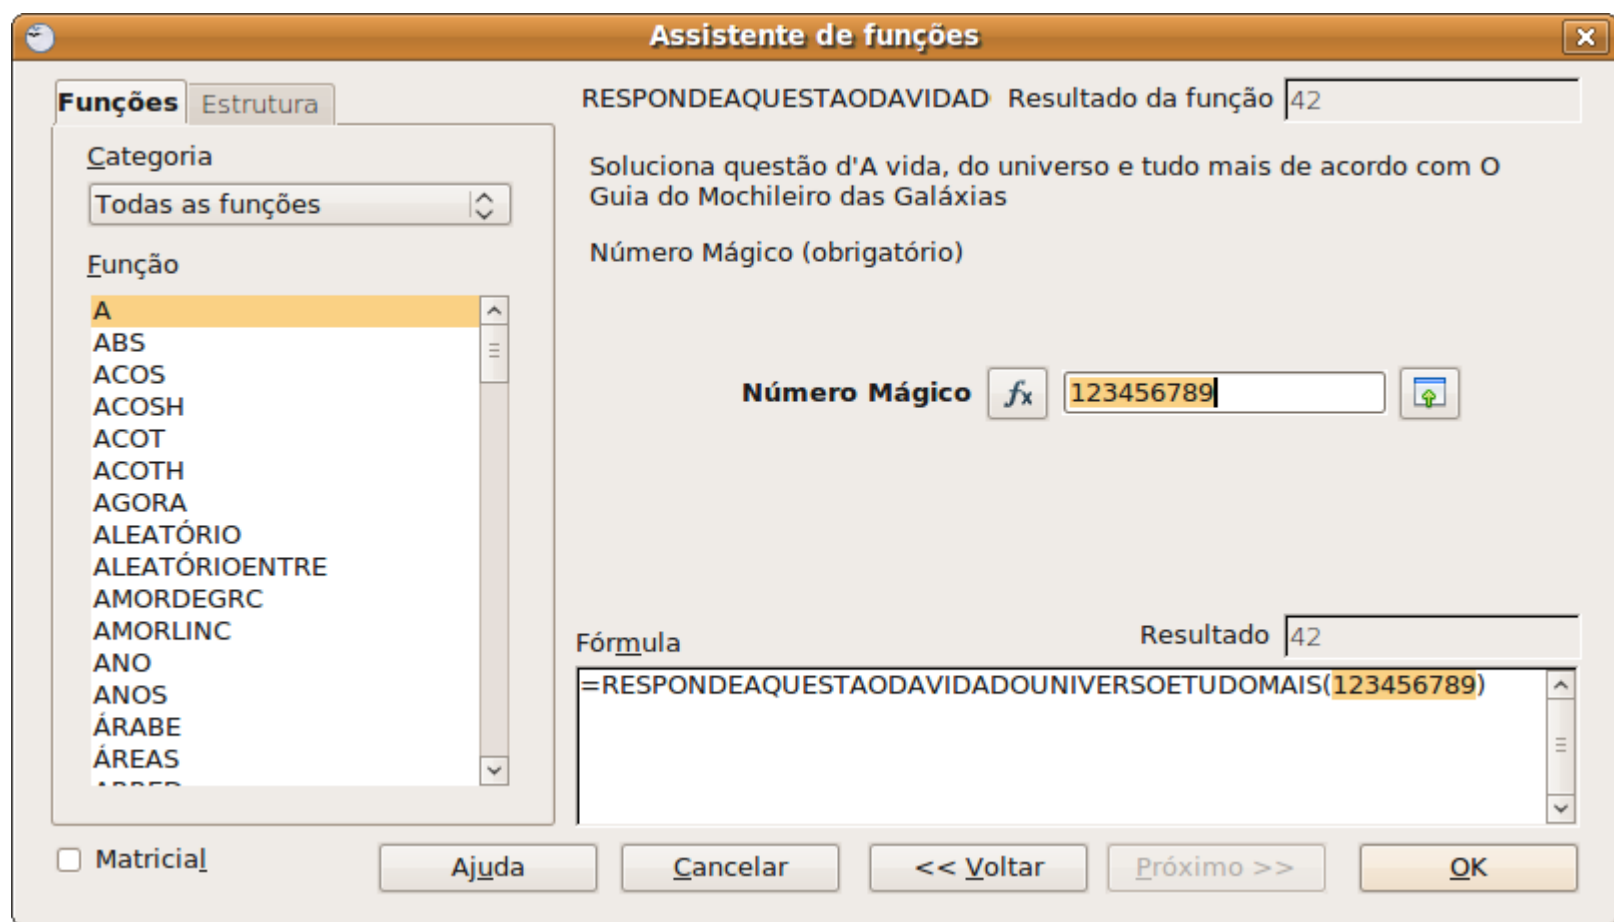 Assistente de funções
Funções
Estrutura
Categoria
Todas as funções
Função
A
ABS
ACOS
ACOSH
ACOT
ACOTH
AGORA
ALEATÓRIO
ALEATÓRIOENTRE
AMORDEGRC
AMORLINC
ANO
ANOS
ÁRABE
ÁREAS
RESPONDEAQUESTAODAVIDAD Resultado da função 42
Soluciona questão d'A vida, do universo e tudo mais de acordo com O
Guia do Mochileiro das Galáxias
Número Mágico (obrigatório)
Número Mágico fx 123456789
Fórmula
Resultado 42
=RESPONDEAQUESTAODAVIDADOUNIVERSOETUDOMAIS(123456789)
Matricial
Ajuda
Cancelar
<< Voltar
Próximo >>
OK